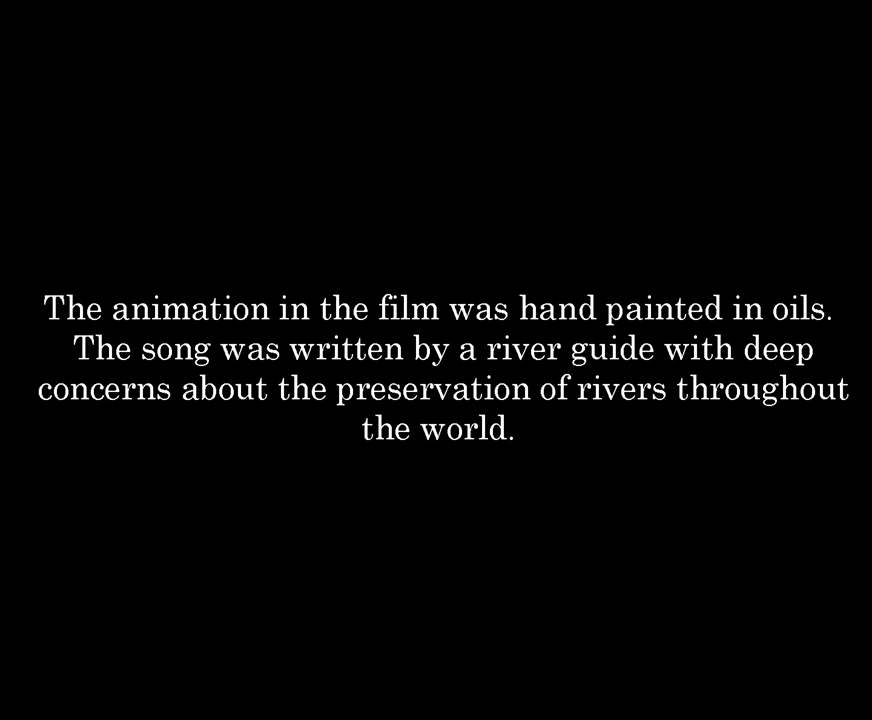 The animation in the film was hand painted in oils.
The song was written by a river guide with deep
concerns about the preservation of rivers throughout
the world.